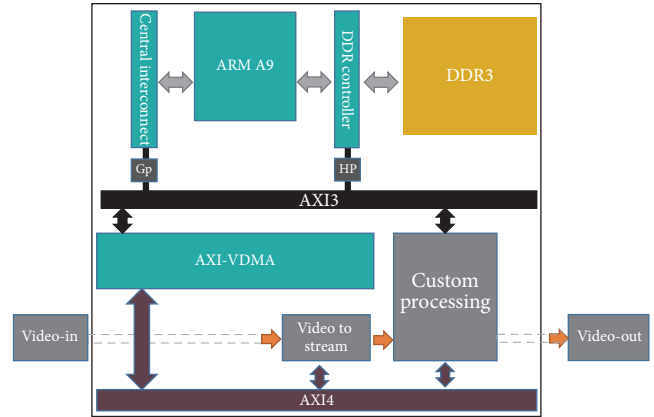 Central interconnect
ARM A9
DDR controller
DDR3
Gp
HP
AXI3
AXI-VDMA
Custom
processing
Video-in
Video to
stream
Video-out
AXI4